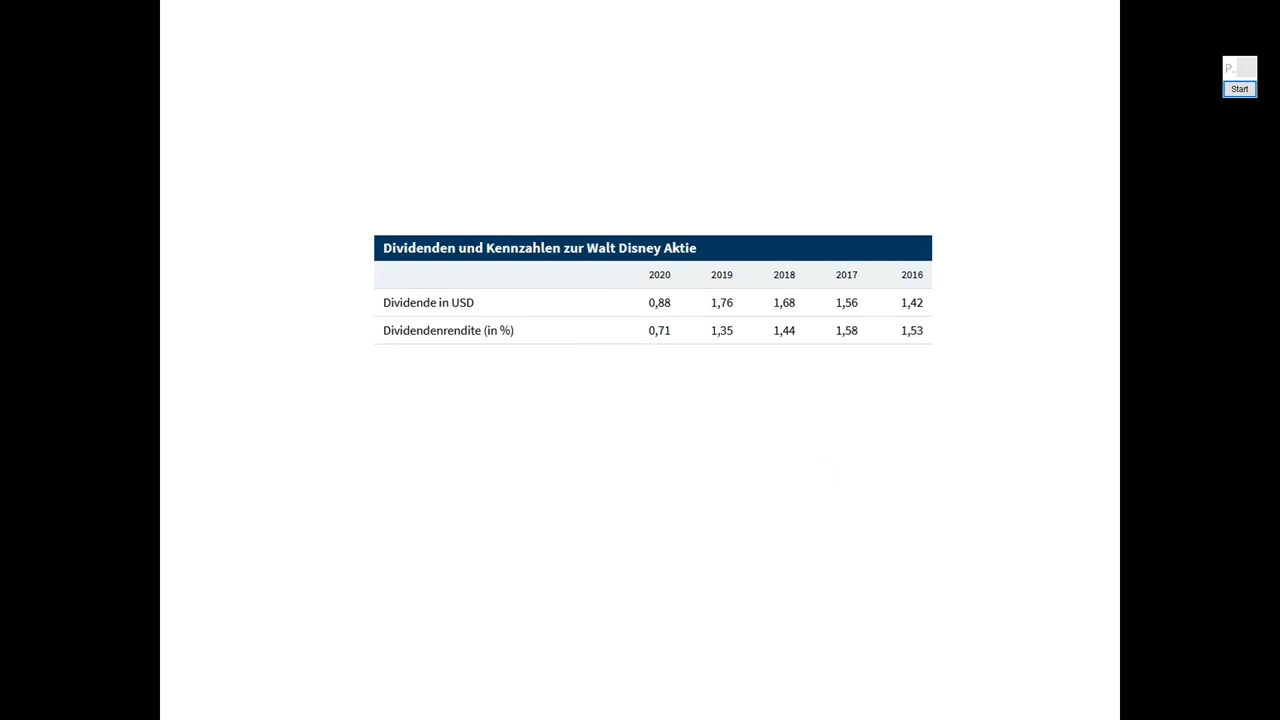 P..
Start
Dividenden und Kennzahlen zur Walt Disney Aktie
2020 2019 2018 2017 2016
Dividende in USD 0,88 1,76 1,68 1,56 1,42
Dividendenrendite (in %) 0,71 1,35 1,44 1,58 1,53